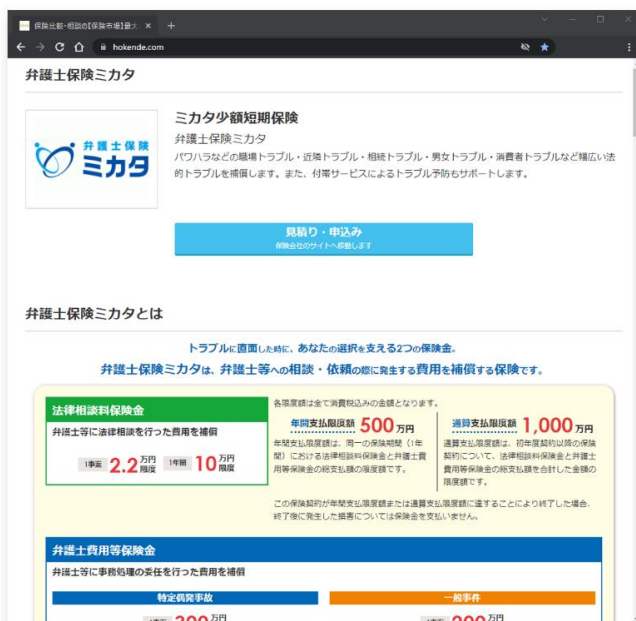 保険比較・相談の【保険市場】最大
hokende.com
弁護士保険ミカタ
弁護士保険
ミカタ
ミカタ少額短期保険
弁護士保険ミカタ
パワハラなどの職場トラブル・近隣トラブル・相続トラブル・男女トラブル・消費者トラブルなど幅広い法
的トラブルを補償します。また、付帯サービスによるトラブル予防もサポートします。
見積り・申込み
保険会社のサイトへ移動します
弁護士保険ミカタとは
トラブルに直面した時に、あなたの選択を支える2つの保険金。
弁護士保険ミカタは、弁護士等への相談・依頼の際に発生する費用を補償する保険です。
法律相談料保険金
弁護士等に法律相談を行った費用を補償
1事案 2.2万円限度 1年間 10万円限度
各限度額は全て消費税込みの金額となります。
年間支払限度額 500万円
年間支払限度額は、同一の保険期間（1年
間）における法律相談料保険金と弁護士費
用等保険金の総支払額の限度額です。
通算支払限度額 1,000万円
通算支払限度額は、初年度契約以降の保険
契約について、法律相談料保険金と弁護士
費用等保険金の総支払額を合計した金額の
限度額です。
この保険契約が年間支払限度額または通算支払限度額に達することにより終了した場合、
終了後に発生した損害については保険金を支払いません。
弁護士費用等保険金
弁護士等に事務処理の委任を行った費用を補償
特定偶発事故
一般事件
万円
万円